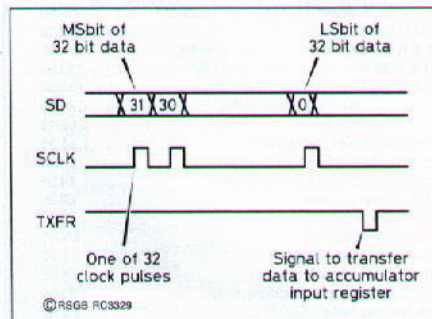 MSbit of
32 bit data
LSbit of
32 bit data
SD
31
30
0
SCLK
TXFR
One of 32
clock pulses
Signal to transfer
data to accumulator
input register
© RSGB RC3329